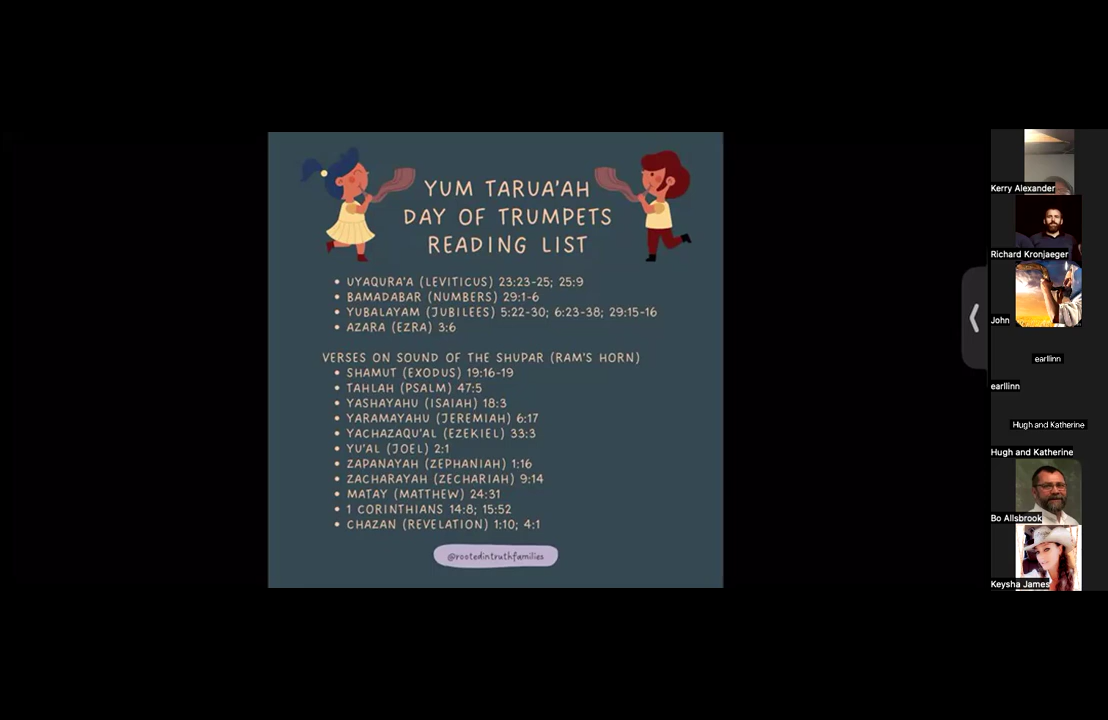 YUM TARUA'AH
DAY OF TRUMPETS
READING LIST
• UYAQURA'A (LEVITICUS) 23:23-25; 25:9
• BAMADABAR (NUMBERS) 29:1-6
• YUBALAYAM (JUBILEES) 5:22-30; 6:23-38; 29:15-16
• AZARA (EZRA) 3:6
VERSES ON SOUND OF THE SHUPAR (RAM'S HORN)
• SHAMUT (EXODUS) 19:16-19
• TAHLAH (PSALM) 47:5
• YASHAYAHU (ISAIAH) 18:3
• YARAMAYAHU (JEREMIAH) 6:17
• YACHAZAQU'AL (EZEKIEL) 33:3
• YU'AL (JOEL) 2:1
• ZAPANAYAH (ZEPHANIAH) 1:16
• ZACHARAYAH (ZECHARIAH) 9:14
• MATAY (MATTHEW) 24:31
• 1 CORINTHIANS 14:8; 15:52
• CHAZAN (REVELATION) 1:10; 4:1
@rootedintruthfamilies
Kerry Alexander
Richard Kronjaeger
John
earllinn
earllinn
Hugh and Katherine
Hugh and Katherine
Bo Allsbrook
Keysha James